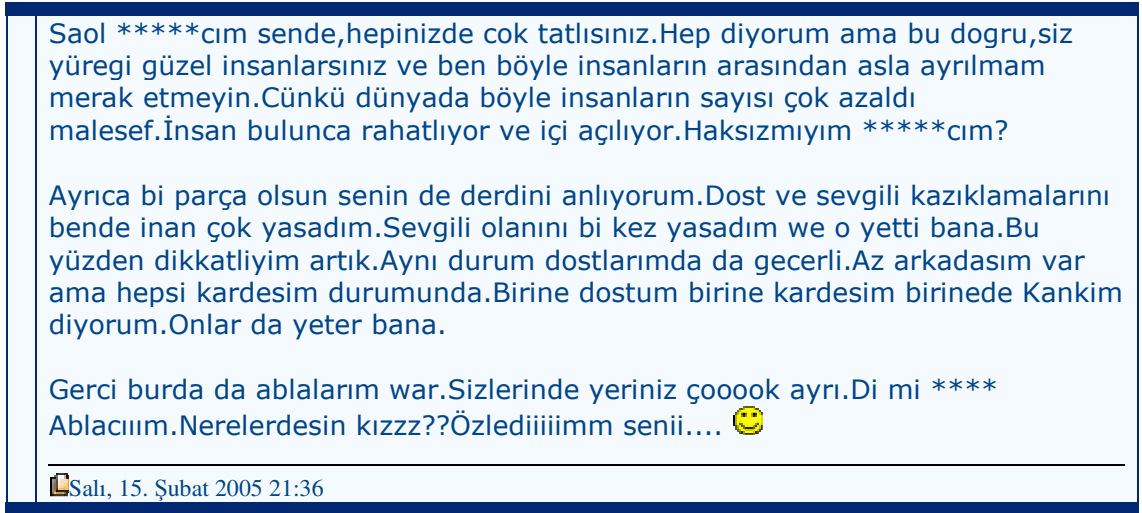 Saol *****cım sende,hepinizde cok tatlısınız.Hep diyorum ama bu dogru,siz
yüregi güzel insanlarsınız ve ben böyle insanların arasından asla ayrılmam
merak etmeyin.Cünkü dünyada böyle insanların sayısı çok azaldı
malesef.İnsan bulunca rahatlıyor ve içi açılıyor.Haksızmıyım *****cım?
Ayrıca bi parça olsun senin de derdini anlıyorum.Dost ve sevgili kazıklamalarını
bende inan çok yasadım.Sevgili olanını bi kez yasadım we o yetti bana.Bu
yüzden dikkatliyim artık.Aynı durum dostlarımda da gecerli.Az arkadasım var
ama hepsi kardesim durumunda.Birine dostum birine kardesim birinede Kankim
diyorum.Onlar da yeter bana.
Gerci burda da ablalarım war.Sizlerinde yeriniz çooook ayrı.Di mi ****
Ablacıııım.Nerelerdesin kızzz??Özlediiiiimm senii....
Salı, 15. Şubat 2005 21:36